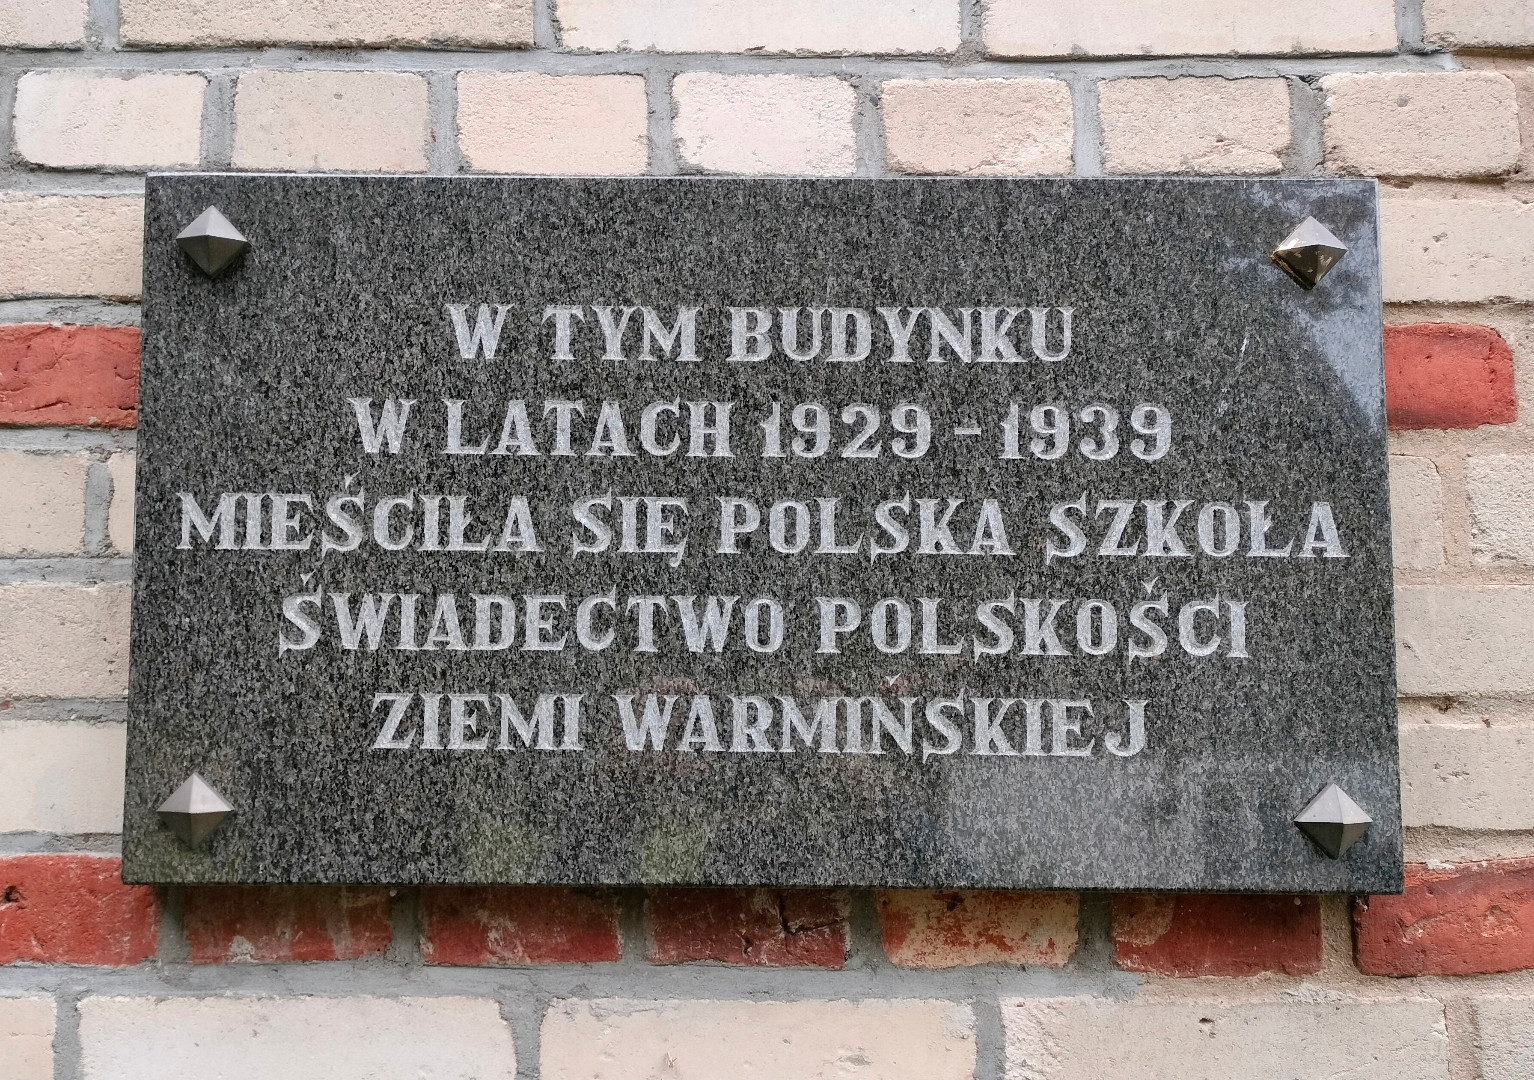 W TYM BUDYNKU
W LATACH 1929 - 1939
MIEŚCIŁA SIĘ POLSKA SZKOŁA
ŚWIADECTWO POLSKOŚCI
ZIEMI WARMIŃSKIEJ